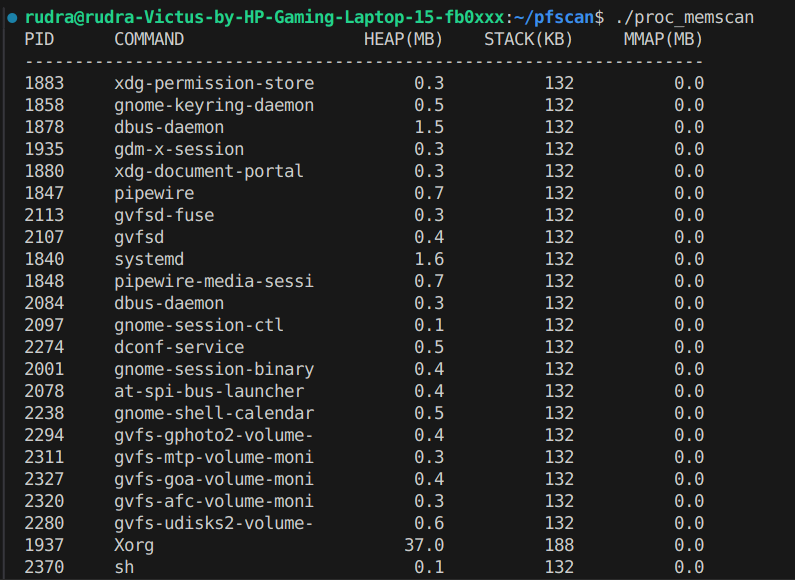 rudra@rudra-Victus-by-HP-Gaming-Laptop-15-fb0xxx:~/pfscan$ ./proc_memscan
PID COMMAND HEAP(MB) STACK(KB) MMAP(MB)
--------------------------------------------------------------------
1883 xdg-permission-store 0.3 132 0.0
1858 gnome-keyring-daemon 0.5 132 0.0
1878 dbus-daemon 1.5 132 0.0
1935 gdm-x-session 0.3 132 0.0
1880 xdg-document-portal 0.3 132 0.0
1847 pipewire 0.7 132 0.0
2113 gvfsd-fuse 0.3 132 0.0
2107 gvfsd 0.4 132 0.0
1840 systemd 1.6 132 0.0
1848 pipewire-media-sessi 0.7 132 0.0
2084 dbus-daemon 0.3 132 0.0
2097 gnome-session-ctl 0.1 132 0.0
2274 dconf-service 0.5 132 0.0
2001 gnome-session-binary 0.4 132 0.0
2078 at-spi-bus-launcher 0.4 132 0.0
2238 gnome-shell-calendar 0.5 132 0.0
2294 gvfs-gphoto2-volume- 0.4 132 0.0
2311 gvfs-mtp-volume-moni 0.3 132 0.0
2327 gvfs-goa-volume-moni 0.4 132 0.0
2320 gvfs-afc-volume-moni 0.3 132 0.0
2280 gvfs-udisks2-volume- 0.6 132 0.0
1937 Xorg 37.0 188 0.0
2370 sh 0.1 132 0.0